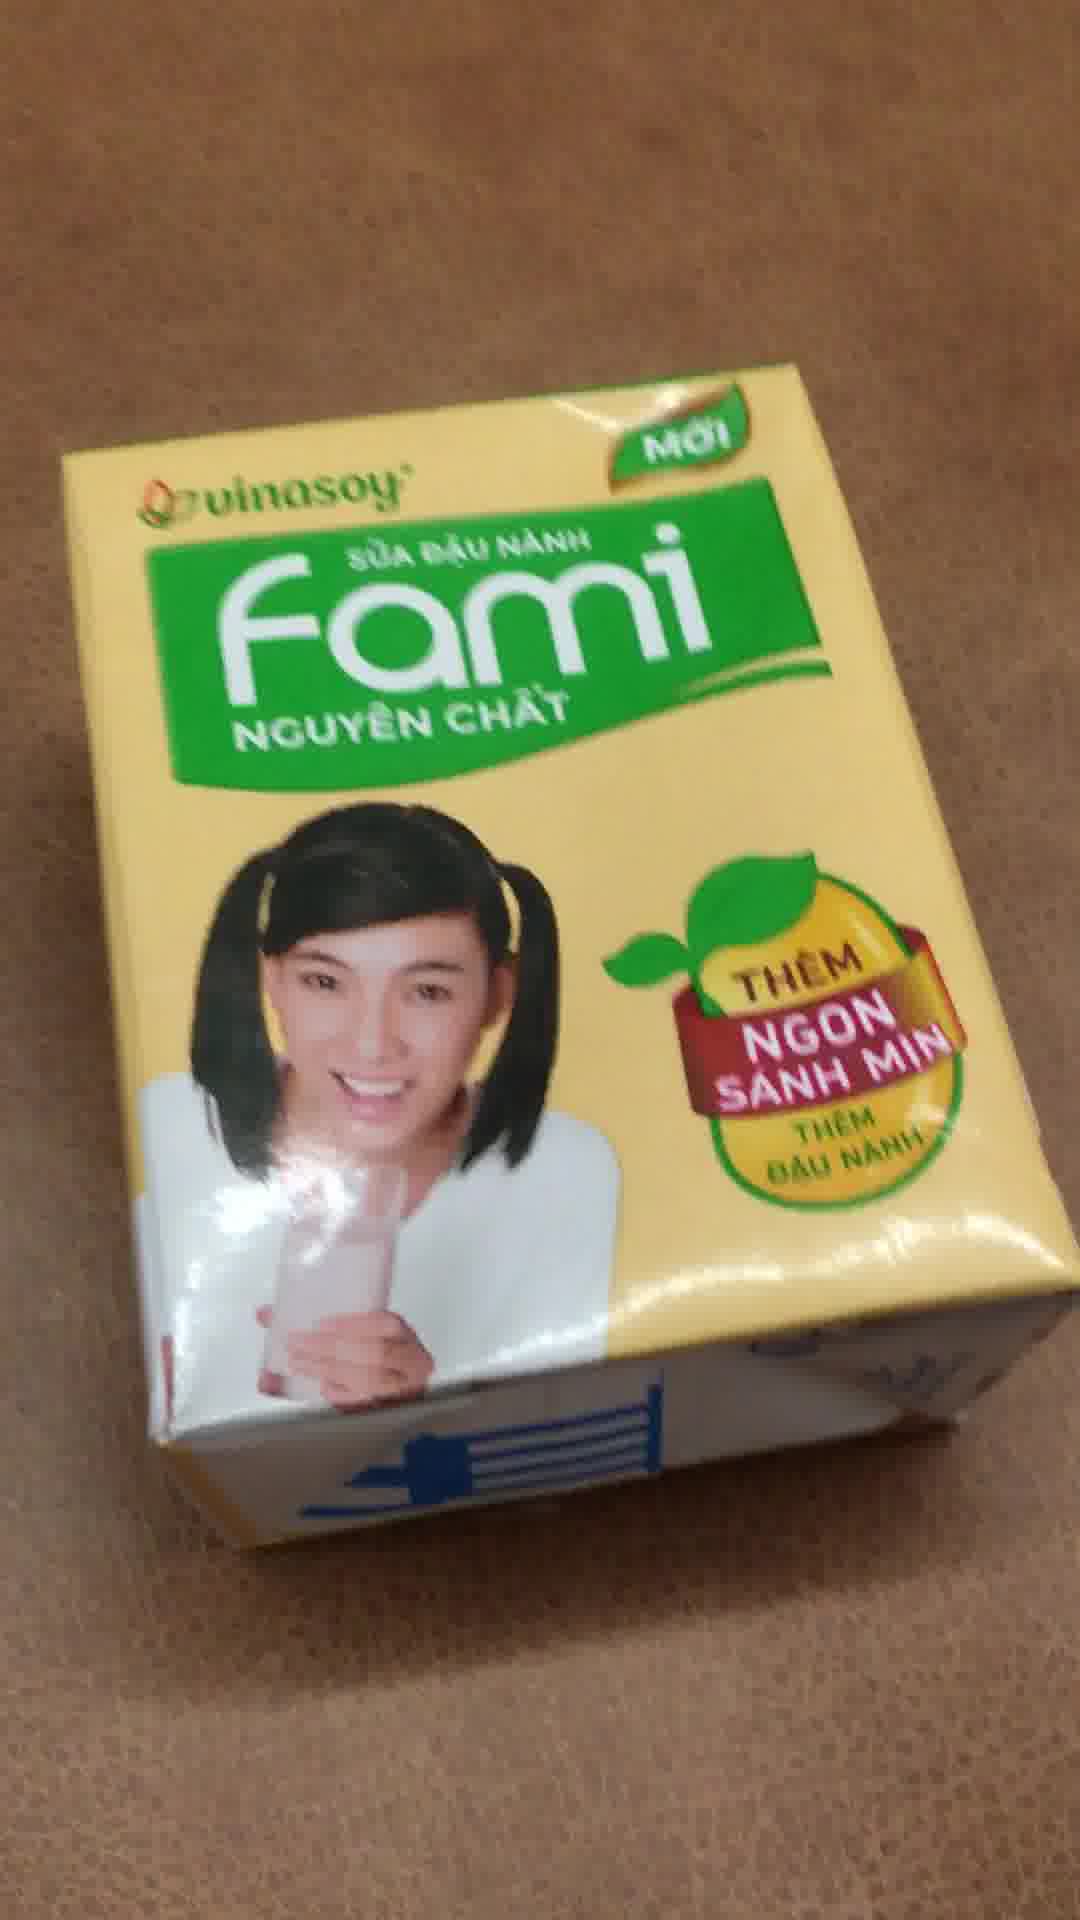 vinasoy
MỚI
SỮA ĐẬU NÀNH
Fami
NGUYÊN CHẤT
THÊM
NGON
SÁNH MỊN
THÊM
ĐẬU NÀNH